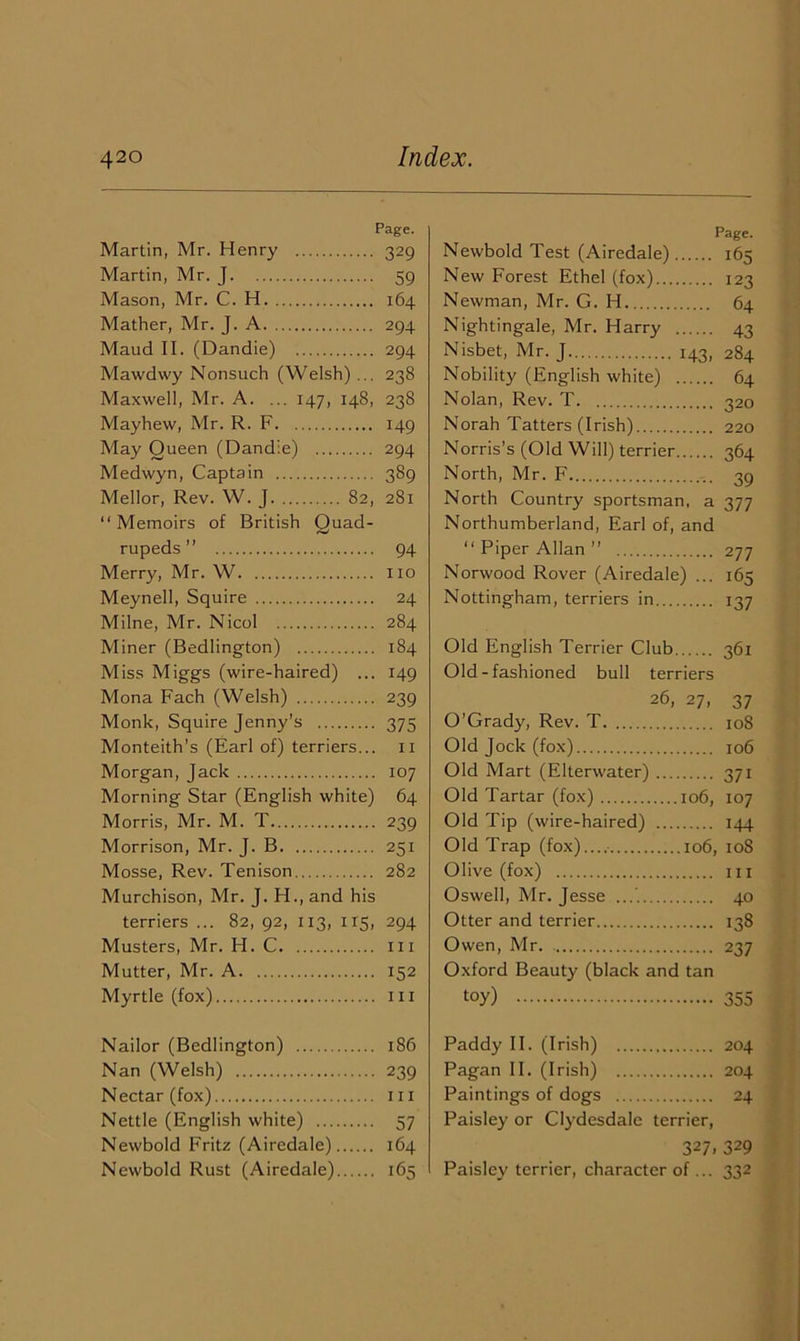 420 Index.
Page.
Martin, Mr. Henry ............ 329
Martin, Mr. J. .................... 59
Mason, Mr. C. H. ............... 164
Mather, Mr. J. A. ............... 294
Maud II. (Dandie) ............ 294
Mawdwy Nonsuch (Welsh) ... 238
Maxwell, Mr. A. ... 147, 148, 238
Mayhew, Mr. R. F. ............ 149
May Queen (Dandie) ......... 294
Medwyn, Captain ............... 389
Mellor, Rev. W. J. ......... 82, 281
“Memoirs of British Quad-
rupeds” ........................ 94
Merry, Mr. W. .................. 110
Meynell, Squire .................. 24
Milne, Mr. Nicol ............... 284
Miner (Bedlington) ............ 184
Miss Miggs (wire-haired) ... 149
Mona Fach (Welsh) ............ 239
Monk, Squire Jenny’s ......... 375
Monteith’s (Earl of) terriers... 11
Morgan, Jack ..................... 107
Morning Star (English white) 64
Morris, Mr. M. T. ............... 239
Morrison, Mr. J. B. ............ 251
Mosse, Rev. Tenison............ 282
Murchison, Mr. J. H., and his
terriers ... 82, 92, 113, 115, 294
Musters, Mr. H. C. ............ 111
Mutter, Mr. A. .................. 152
Myrtle (fox)........................ 111
Nailor (Bedlington) ............ 186
Nan (Welsh) ..................... 239
Nectar (fox)........................ 111
Nettle (English white) ......... 57
Newbold Fritz (Airedale)...... 164
Newbold Rust (Airedale)...... 165
Page.
Newbold Test (Airedale)...... 165
New Forest Ethel (fox)......... 123
Newman, Mr. G. H. ............ 64
Nightingale, Mr. Harry ...... 43
Nisbet, Mr. J. ............... 143, 284
Nobility (English white) ...... 64
Nolan, Rev. T. .................. 320
Norah Tatters (Irish)............ 220
Norris’s (Old Will) terrier...... 364
North, Mr. F. ..................... 39
North Country sportsman, a 377
Northumberland, Earl of, and
“Piper Allan” ............... 277
Norwood Rover (Airedale) ... 165
Nottingham, terriers in......... 137
Old English Terrier Club...... 361
Old-fashioned bull terriers
26, 27, 37
O’Grady, Rev. T. ............... 108
Old Jock (fox)..................... 106
Old Mart (Elterwater) ......... 371
Old Tartar (fox) ............106, 107
Old Tip (wire-haired) ......... 144
Old Trap (fox)..................106, 108
Olive (fox) ........................ 111
Oswell, Mr. Jesse ............... 40
Otter and terrier.................. 138
Owen, Mr. ........................ 237
Oxford Beauty (black and tan
toy) .............................. 355
Paddy II. (Irish) ............... 204
Pagan II. (Irish) ............... 204
Paintings of dogs ............... 24
Paisley or Clydesdale terrier,
327, 329
Paisley terrier, character of ... 332